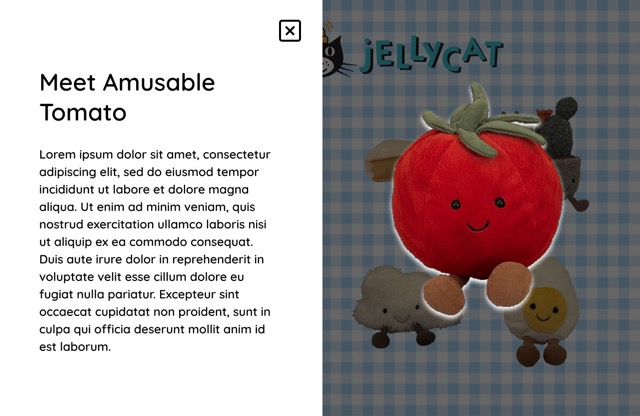 Meet Amusable
Tomato
Lorem ipsum dolor sit amet, consectetur
adipiscing elit, sed do eiusmod tempor
incididunt ut labore et dolore magna
aliqua. Ut enim ad minim veniam, quis
nostrud exercitation ullamco laboris nisi
ut aliquip ex ea commodo consequat.
Duis aute irure dolor in reprehenderit in
voluptate velit esse cillum dolore eu
fugiat nulla pariatur. Excepteur sint
occaecat cupidatat non proident, sunt in
culpa qui officia deserunt mollit anim id
est laborum.
JELLYCAT